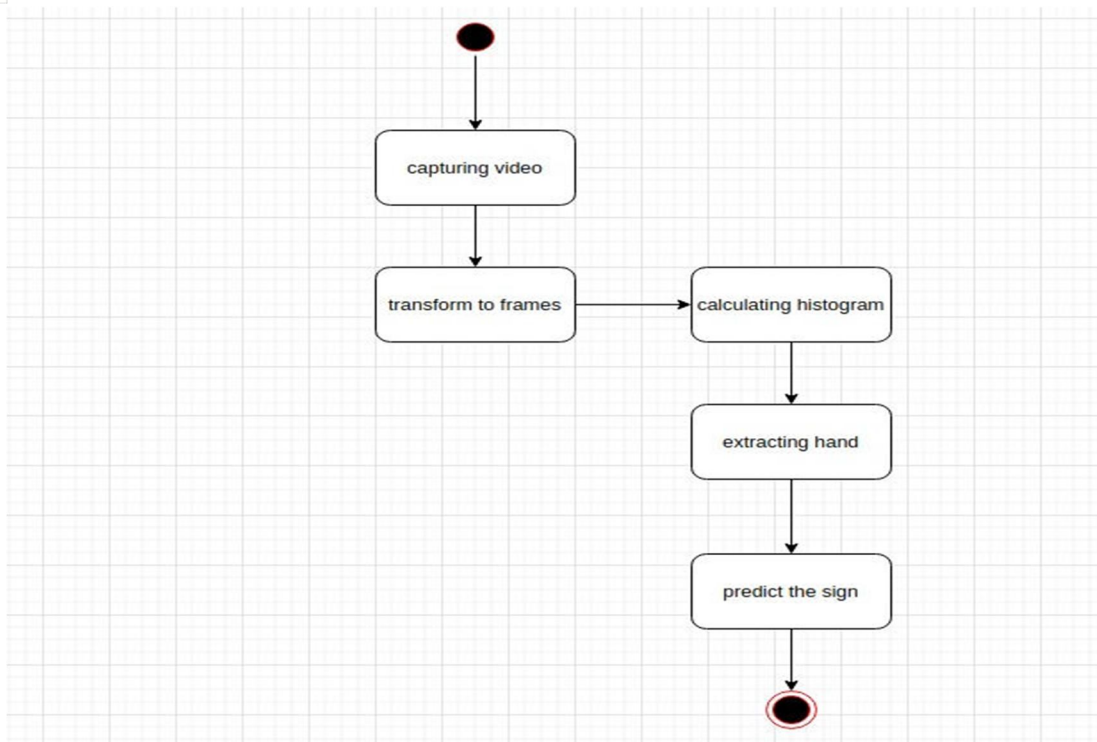 capturing video
transform to frames
calculating histogram
extracting hand
predict the sign